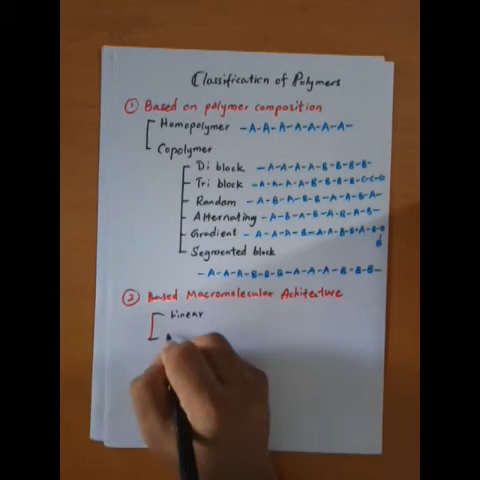 Classification of Polymers
① Based on polymer composition
Homopolymer -A-A-A-A-A-A-A-
Copolymer
Di block -A-A-A-A-B-B-B-B-
Tri block -A-A-A-A-B-B-B-B-C-C-C
Random -A-B-A-B-B-A-A-B-A-
Alternating -A-B-A-B-A-B-A-B-
Gradient -A-A-A-B-A-A-B-B-A-B-B
B
Segmented block
-A-A-A-B-B-B-A-A-A-B-B-B-
② Based Macromolecular Achitecture
Linear